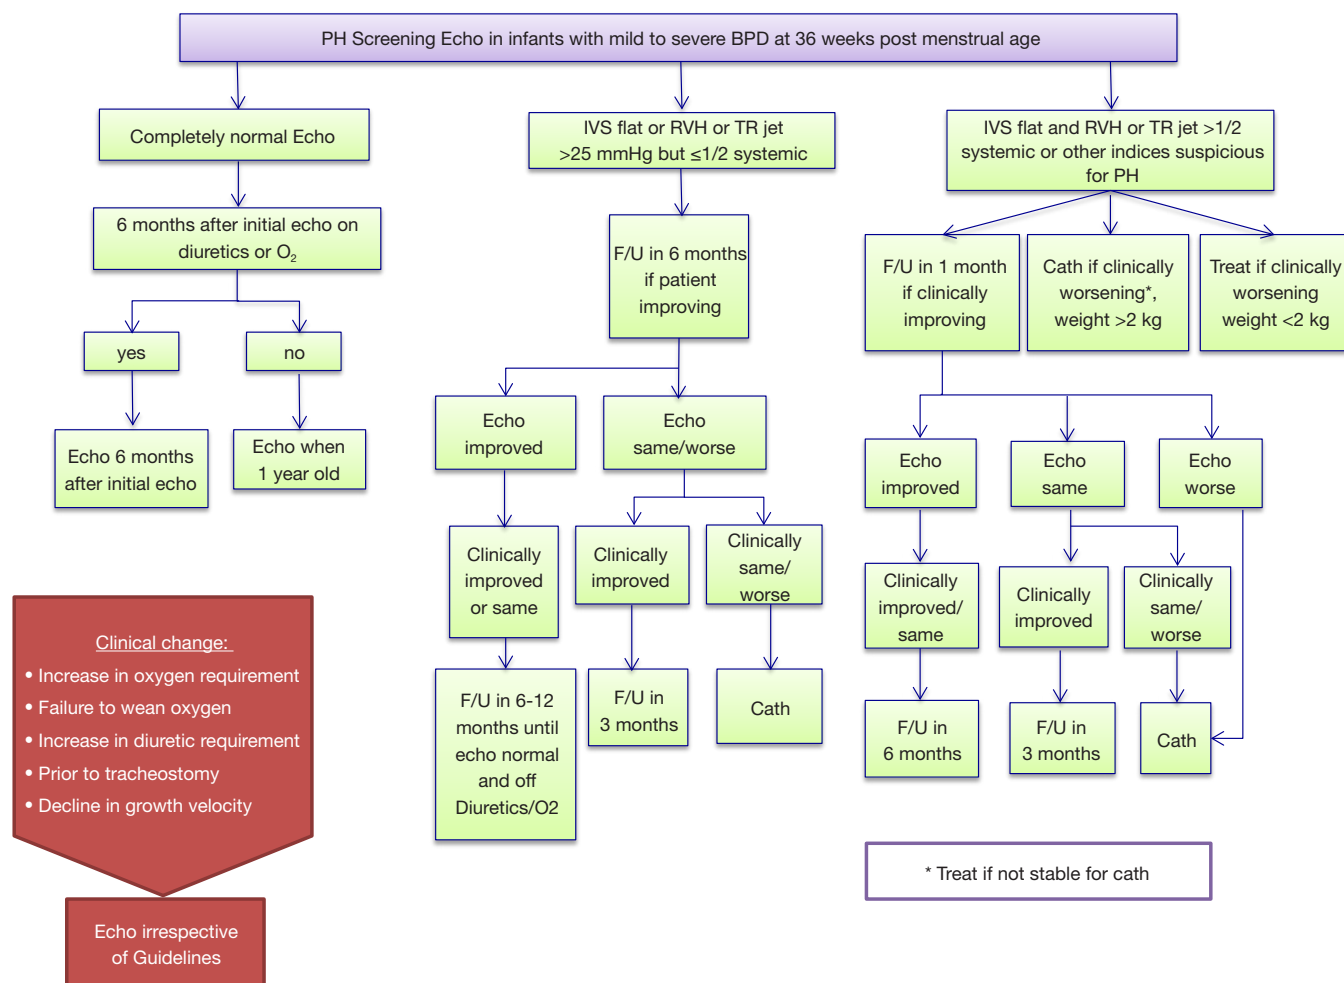 PH Screening Echo in infants with mild to severe BPD at 36 weeks post menstrual age
Completely normal Echo
6 months after initial echo on
diuretics or O₂
yes
no
Echo 6 months
after initial echo
Echo when
1 year old
IVS flat or RVH or TR jet
>25 mmHg but ≤1/2 systemic
F/U in 6 months
if patient
improving
Echo
improved
Echo
same/worse
Clinically
improved
or same
Clinically
improved
Clinically
same/
worse
F/U in 6-12
months until
echo normal
and off
Diuretics/O2
F/U in
3 months
Cath
IVS flat and RVH or TR jet >1/2
systemic or other indices suspicious
for PH
F/U in 1 month
if clinically
improving
Cath if clinically
worsening*,
weight >2 kg
Treat if clinically
worsening
weight <2 kg
Echo
improved
Echo
same
Echo
worse
Clinically
improved/
same
Clinically
improved
Clinically
same/
worse
F/U in
6 months
F/U in
3 months
Cath
* Treat if not stable for cath
Clinical change:
• Increase in oxygen requirement
• Failure to wean oxygen
• Increase in diuretic requirement
• Prior to tracheostomy
• Decline in growth velocity
Echo irrespective
of Guidelines